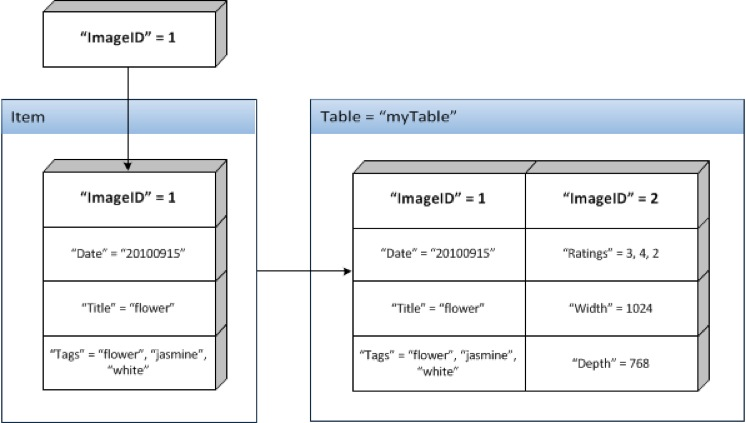 “ImageID” = 1
Item
“ImageID” = 1
“Date” = “20100915”
“Title” = “flower”
“Tags” = “flower”, “jasmine”,
“white”
Table = “myTable”
“ImageID” = 1
“ImageID” = 2
“Date” = “20100915”
“Ratings” = 3, 4, 2
“Title” = “flower”
“Width” = 1024
“Tags” = “flower”, “jasmine”,
“white”
“Depth” = 768